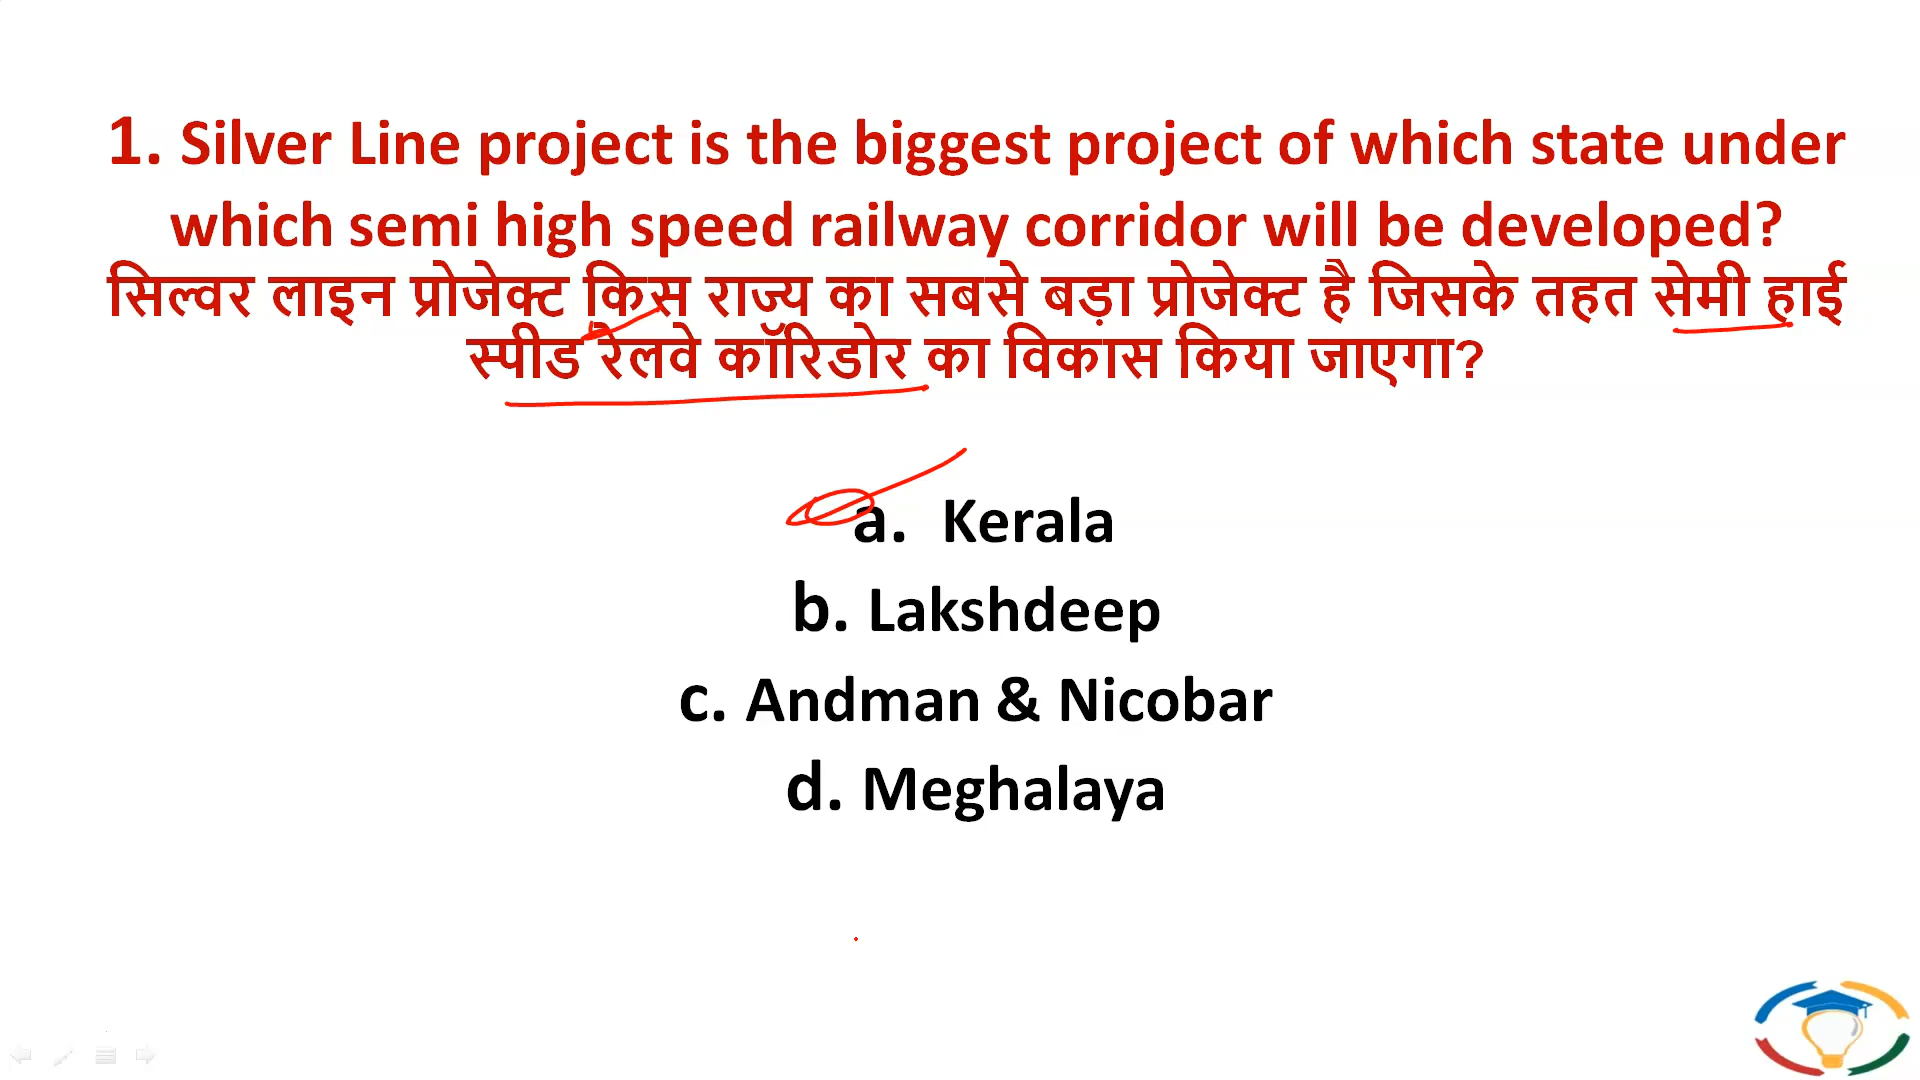 1. Silver Line project is the biggest project of which state under
which semi high speed railway corridor will be developed?
सिल्वर लाइन प्रोजेक्ट किस राज्य का सबसे बड़ा प्रोजेक्ट है जिसके तहत सेमी हाई
स्पीड रेलवे कॉरिडोर का विकास किया जाएगा?
a. Kerala
b. Lakshdeep
c. Andman & Nicobar
d. Meghalaya